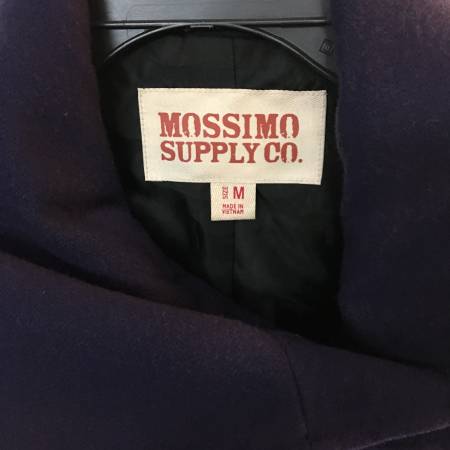 MOSSIMO
SUPPLY CO.
SIZE M
MADE IN
VIETNAM